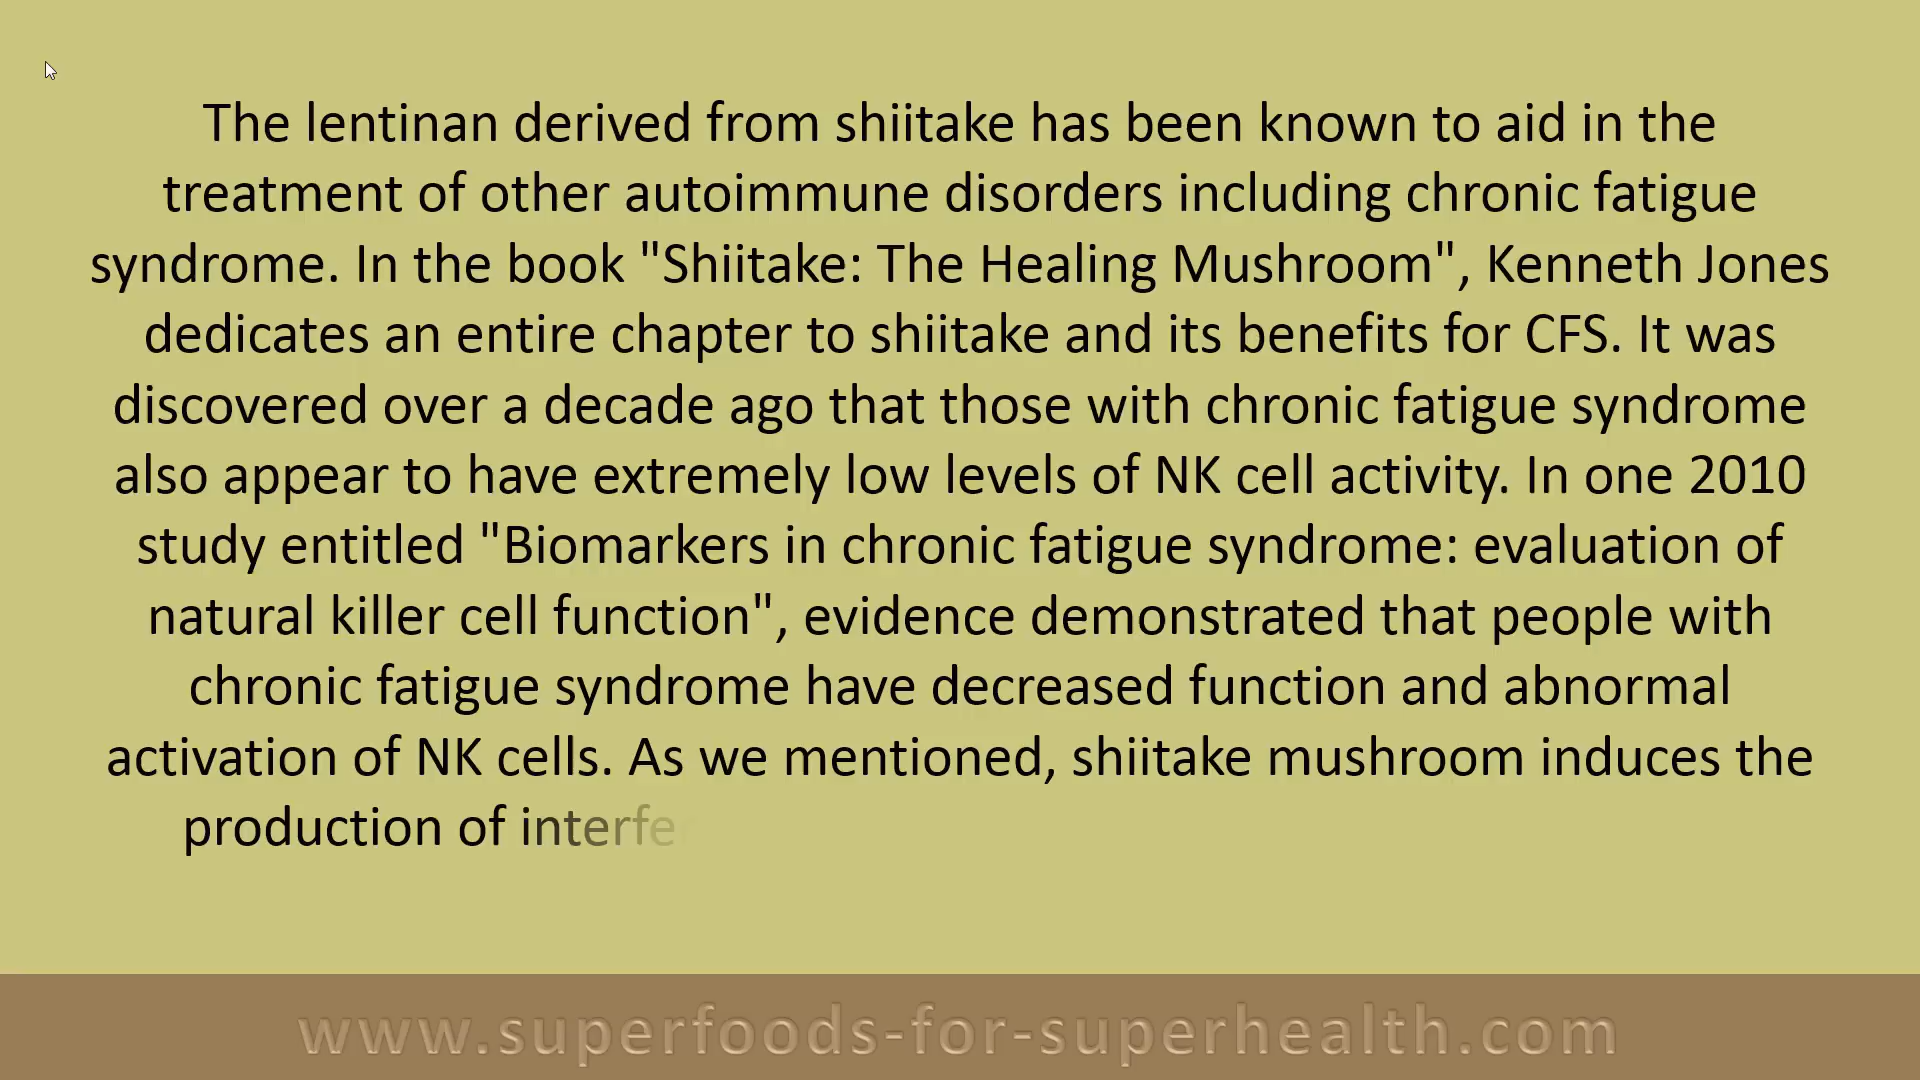 The lentinan derived from shiitake has been known to aid in the
treatment of other autoimmune disorders including chronic fatigue
syndrome. In the book "Shiitake: The Healing Mushroom", Kenneth Jones
dedicates an entire chapter to shiitake and its benefits for CFS. It was
discovered over a decade ago that those with chronic fatigue syndrome
also appear to have extremely low levels of NK cell activity. In one 2010
study entitled "Biomarkers in chronic fatigue syndrome: evaluation of
natural killer cell function", evidence demonstrated that people with
chronic fatigue syndrome have decreased function and abnormal
activation of NK cells. As we mentioned, shiitake mushroom induces the
production of interfe
www.superfoods-for-superhealth.com